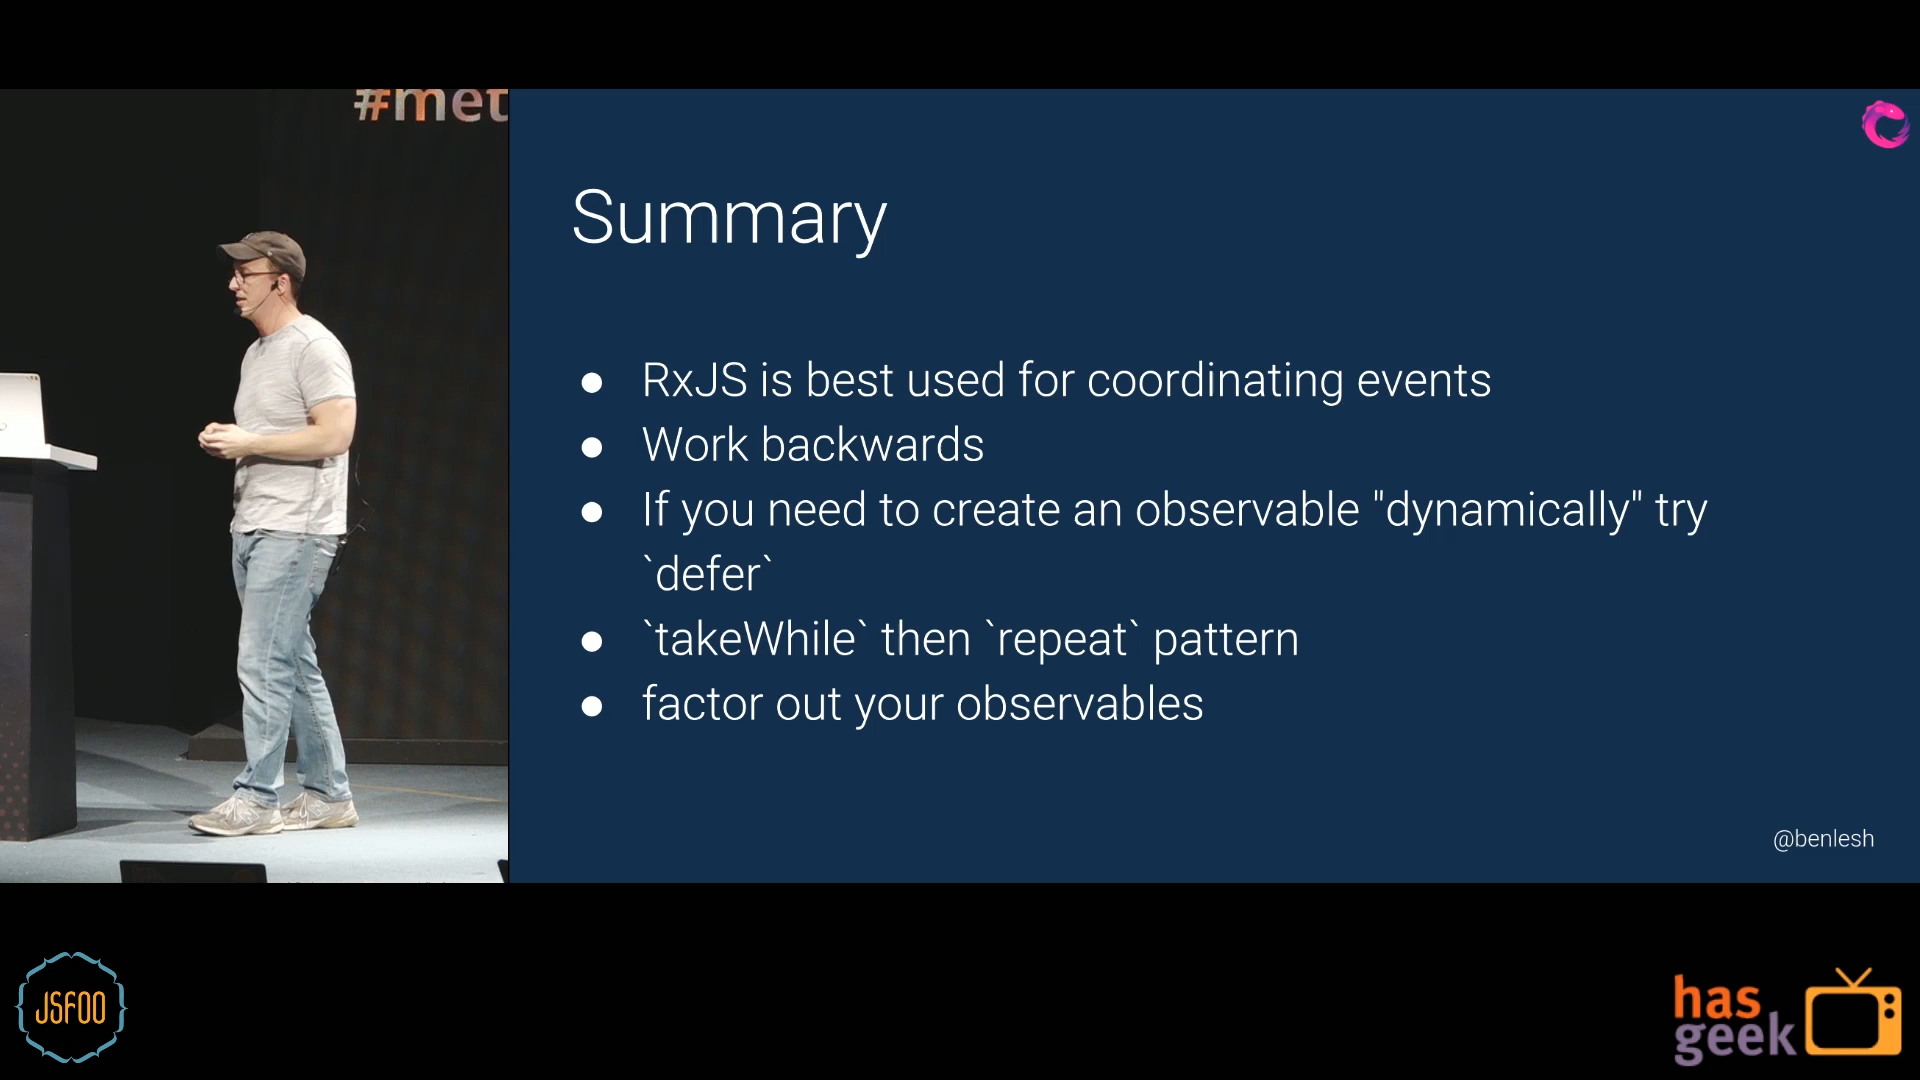 #met
Summary
● RxJS is best used for coordinating events
● Work backwards
● If you need to create an observable "dynamically" try
`defer`
● `takeWhile` then `repeat` pattern
● factor out your observables
@benlesh
JSFOO
has
geek